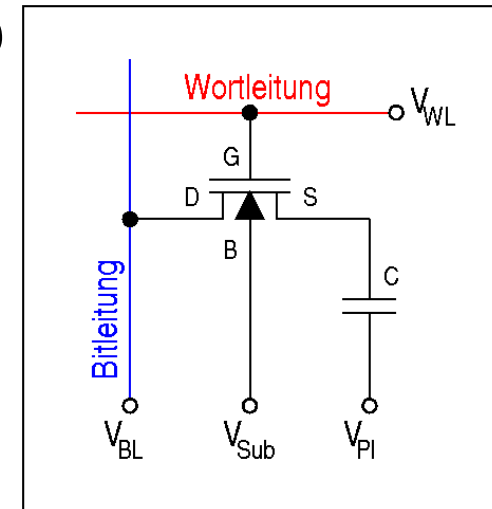 )
Wortleitung
V_WL
G
D
S
B
C
Bitleitung
V_BL
V_Sub
V_Pl